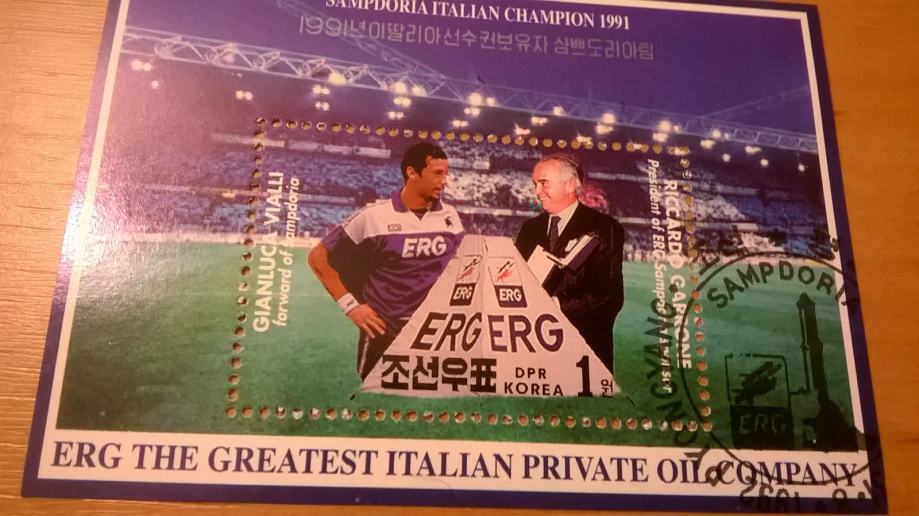 SAMPDORIA ITALIAN CHAMPION 1991
1991년이딸리아선수권보유자 삼쁘도리아팀
GIANLUCA VIALLI
forward of Sampdoria
RICCARDO GARRONE
President of ERG-Sampdoria
ERG
ERG
ERG
ERG
ERG
조선우표
DPR
KOREA
1원
SAMPDORIA
PYONGYANG
ERG
1992
ERG THE GREATEST ITALIAN PRIVATE OIL COMPANY